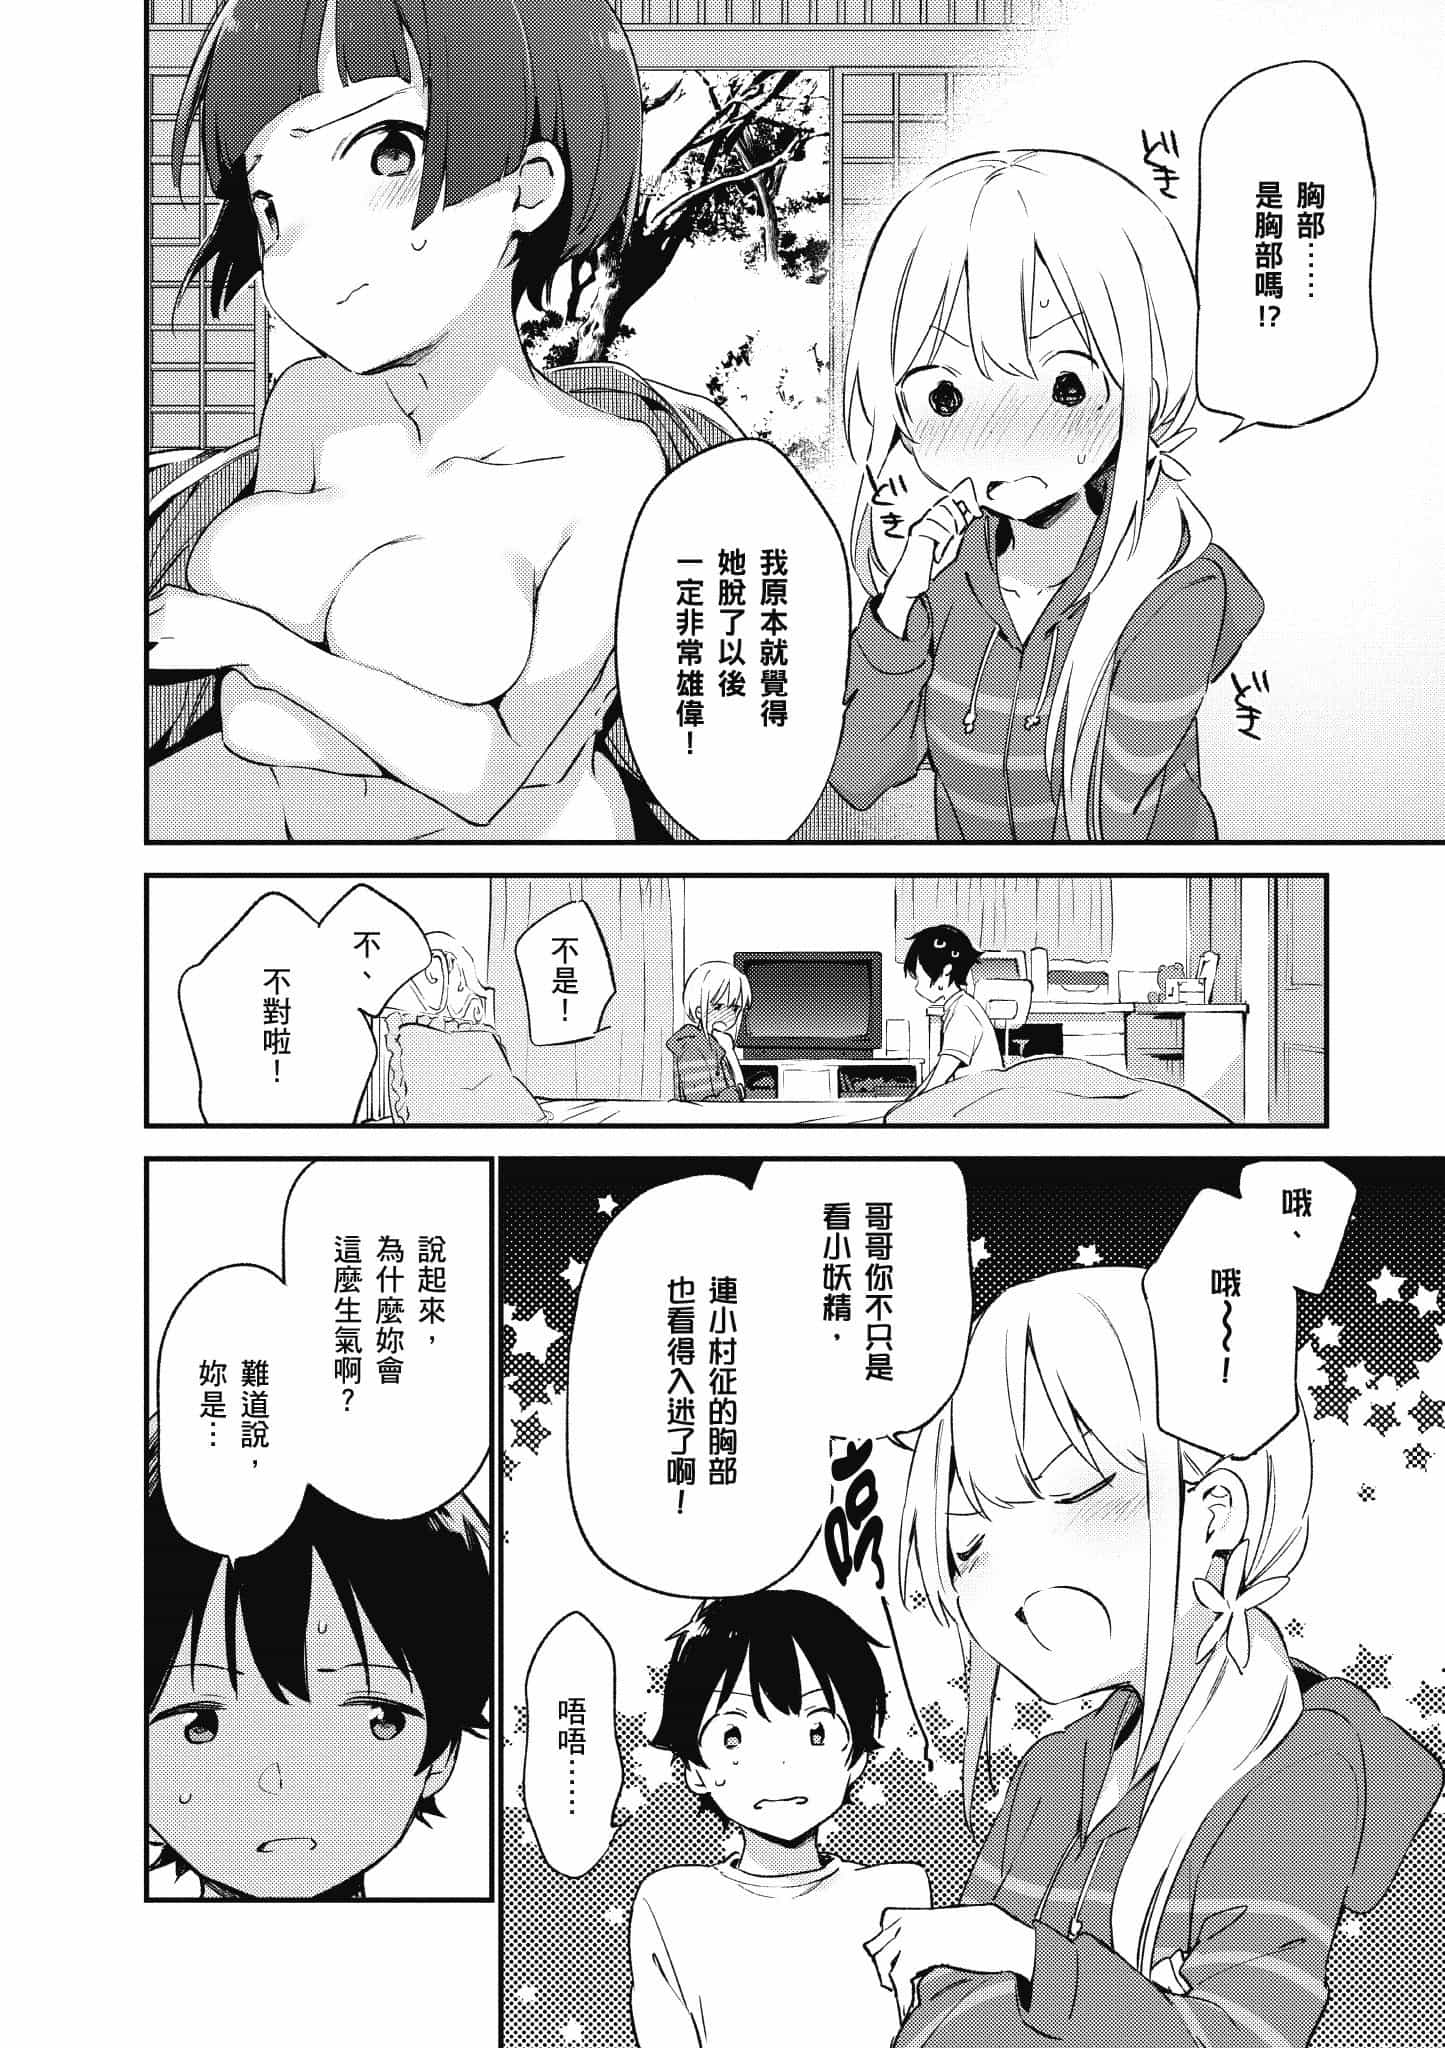 胸部……
是胸部嗎!?
どき
どき
どき
我原本就覺得
她脫了以後
一定非常雄偉！
不是！
不、
不對啦！
哦、
哦～～！
哥哥你不只是
看小妖精，
連小村征的胸部
也看得入迷了啊！
唔唔……
說起來，
為什麼妳會
這麼生氣啊？
難道說，
妳是…